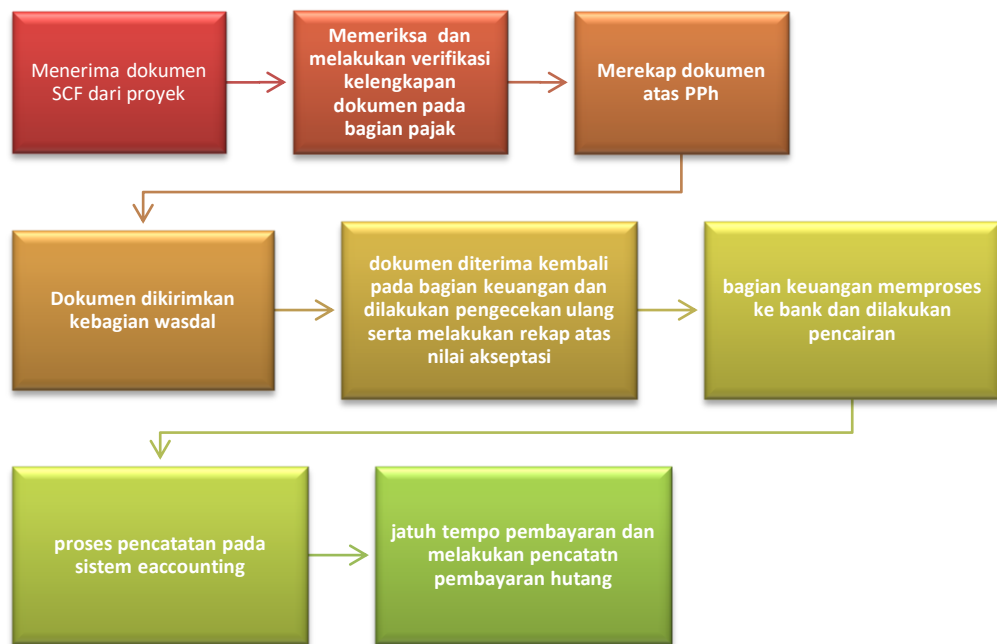 Menerima dokumen
SCF dari proyek
Memeriksa dan
melakukan verifikasi
kelengkapan
dokumen pada
bagian pajak
Merekap dokumen
atas PPh
Dokumen dikirimkan
kebagian wasdal
dokumen diterima kembali
pada bagian keuangan dan
dilakukan pengecekan ulang
serta melakukan rekap atas
nilai akseptasi
bagian keuangan memproses
ke bank dan dilakukan
pencairan
proses pencatatan pada
sistem eaccounting
jatuh tempo pembayaran dan
melakukan pencatatn
pembayaran hutang